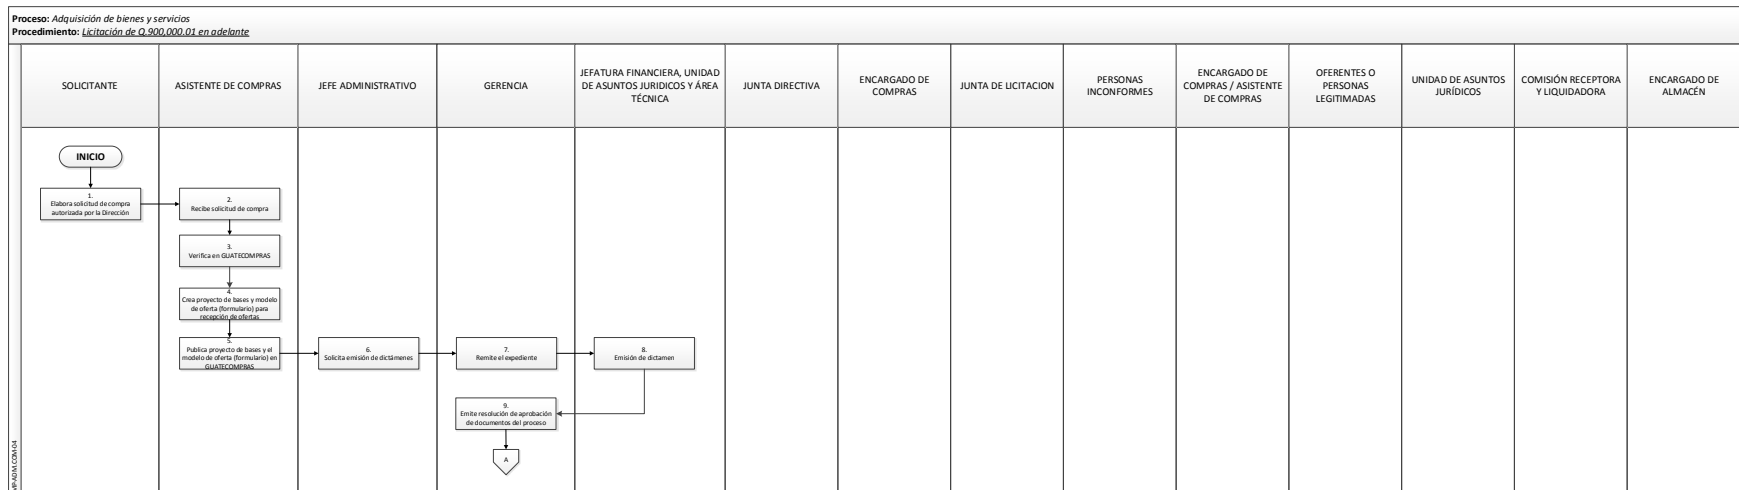 Proceso: Adquisición de bienes y servicios
Procedimiento: Licitación de Q.900,000.01 en adelante
SOLICITANTE
ASISTENTE DE COMPRAS
JEFE ADMINISTRATIVO
GERENCIA
JEFATURA FINANCIERA, UNIDAD
DE ASUNTOS JURIDICOS Y ÁREA
TÉCNICA
JUNTA DIRECTIVA
ENCARGADO DE
COMPRAS
JUNTA DE LICITACION
PERSONAS
INCONFORMES
ENCARGADO DE
COMPRAS / ASISTENTE
DE COMPRAS
OFERENTES O
PERSONAS
LEGITIMADAS
UNIDAD DE ASUNTOS
JURÍDICOS
COMISIÓN RECEPTORA
Y LIQUIDADORA
ENCARGADO DE
ALMACÉN
INICIO
1.
Elabora solicitud de compra
autorizada por la Dirección
2.
Recibe solicitud de compra
3.
Verifica en GUATECOMPRAS
4.
Crea proyecto de bases y modelo
de oferta (formulario) para
recepción de ofertas
5.
Publica proyecto de bases y el
modelo de oferta (formulario) en
GUATECOMPRAS
6.
Solicita emisión de dictámenes
7.
Remite el expediente
8.
Emisión de dictamen
9.
Emite resolución de aprobación
de documentos del proceso
A